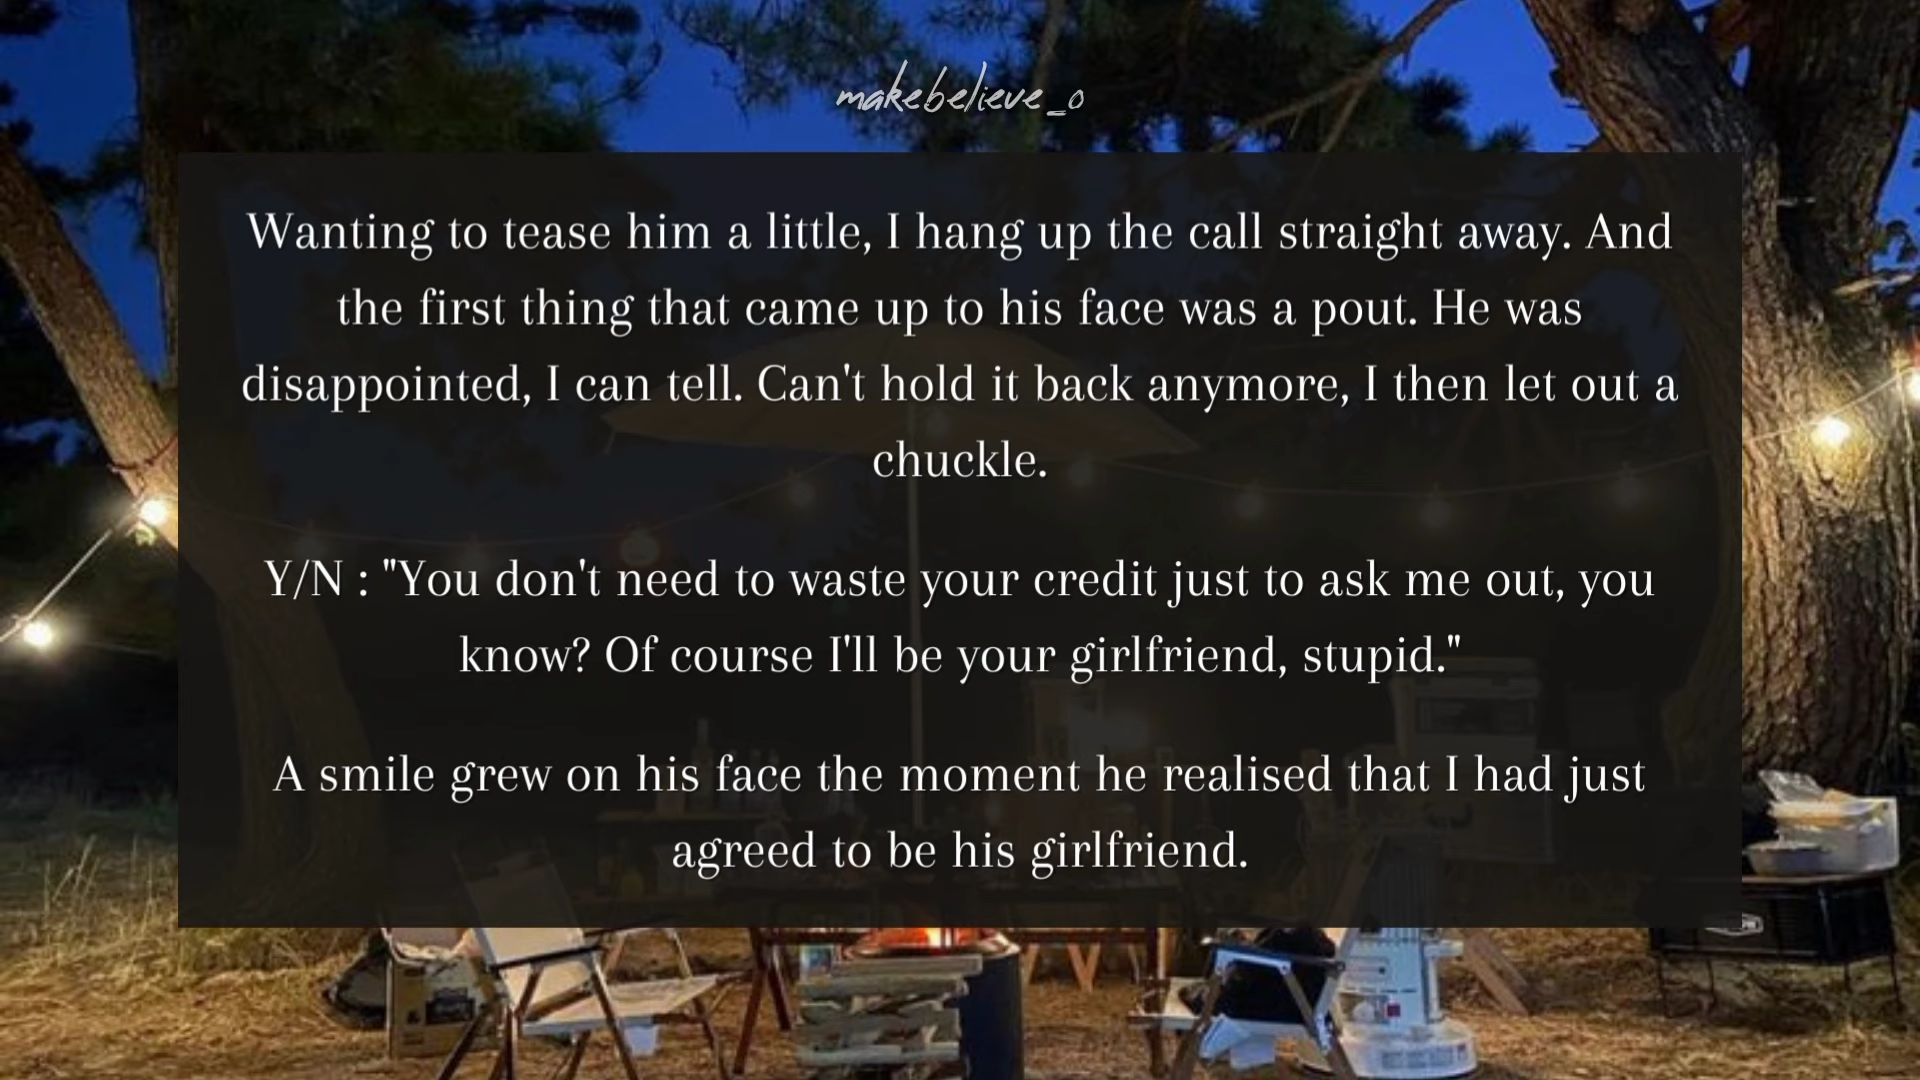 makebelieve_o
Wanting to tease him a little, I hang up the call straight away. And
the first thing that came up to his face was a pout. He was
disappointed, I can tell. Can't hold it back anymore, I then let out a
chuckle.
Y/N : "You don't need to waste your credit just to ask me out, you
know? Of course I'll be your girlfriend, stupid."
A smile grew on his face the moment he realised that I had just
agreed to be his girlfriend.